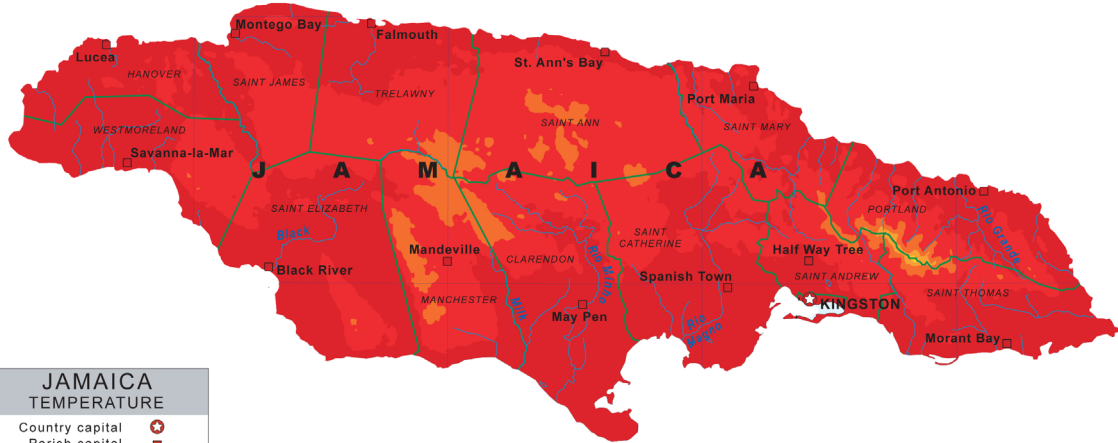 Montego Bay
Falmouth
Lucea
HANOVER
SAINT JAMES
TRELAWNY
St. Ann's Bay
Port Maria
SAINT ANN
SAINT MARY
WESTMORELAND
Savanna-la-Mar
JAMAICA
Port Antonio
PORTLAND
Rio Grande
SAINT ELIZABETH
Black
Black River
Mandeville
MANCHESTER
CLARENDON
Milk
Rio Minho
May Pen
SAINT
CATHERINE
Spanish Town
Rio
Magno
Half Way Tree
SAINT ANDREW
KINGSTON
SAINT THOMAS
Morant Bay
JAMAICA
TEMPERATURE
Country capital
Parish capital